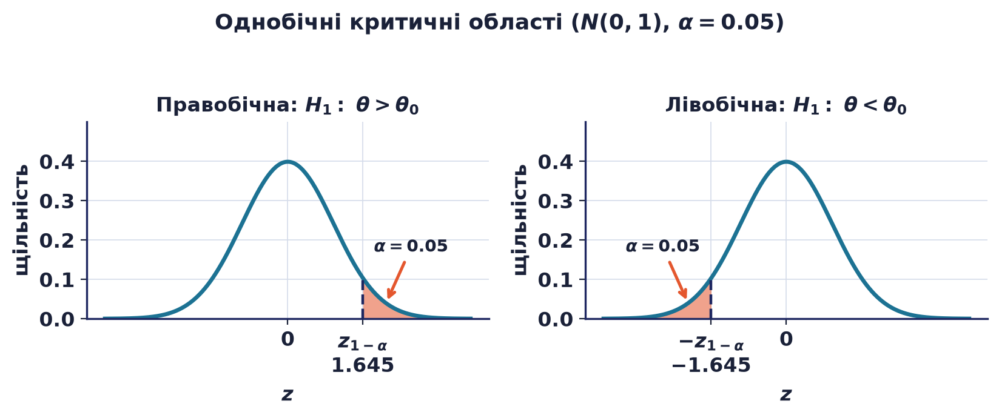 Однобічні критичні області (N(0, 1), α = 0.05)
Правобічна: H₁ : θ > θ₀
щільність
0.4
0.3
0.2
0.1
0.0
α = 0.05
0
z₁₋α
1.645
z
Лівобічна: H₁ : θ < θ₀
щільність
0.4
0.3
0.2
0.1
0.0
α = 0.05
−z₁₋α
−1.645
0
z